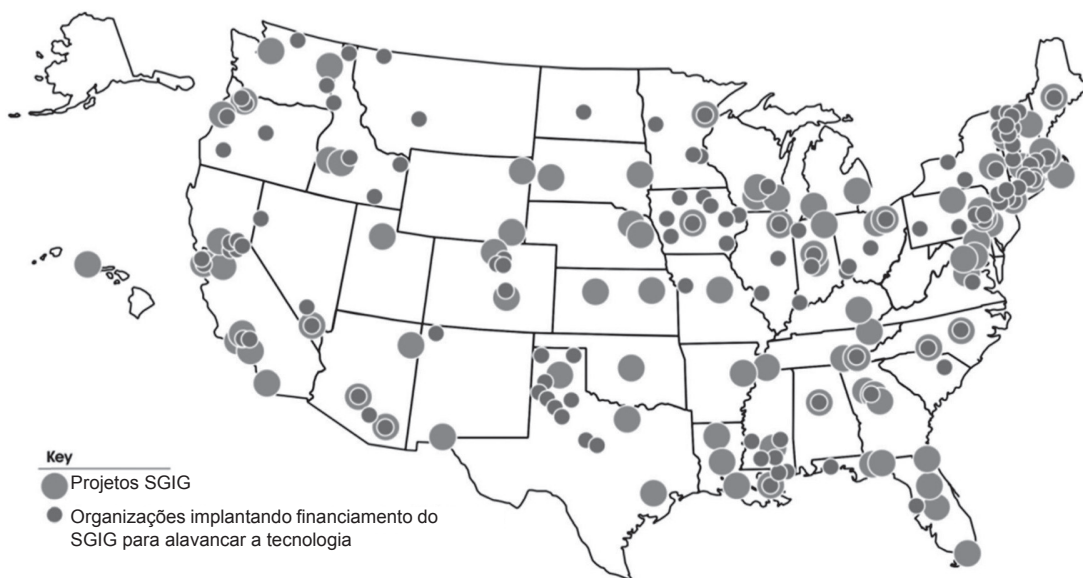 Key
Projetos SGIG
Organizações implantando financiamento do
SGIG para alavancar a tecnologia